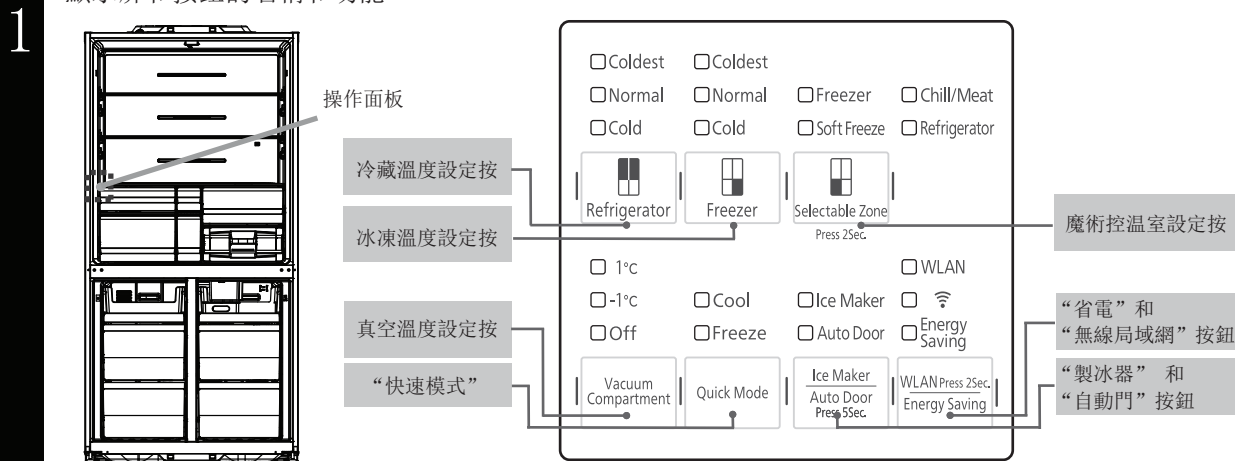 1
顯示屏和按鈕的名稱和功能
操作面板
冷藏溫度設定按
冰凍溫度設定按
真空溫度設定按
“快速模式”
Coldest Coldest
Normal Normal Freezer Chill/Meat
Cold Cold Soft Freeze Refrigerator
Refrigerator Freezer Selectable Zone
Press 2Sec.
1°C WLAN
-1°C Cool Ice Maker
Off Freeze Auto Door Energy Saving
Vacuum Compartment
Quick Mode
Ice Maker
Auto Door
Press 5Sec.
WLAN Press 2Sec.
Energy Saving
魔術控温室設定按
“省電”和
“無線局域網”按鈕
“製冰器” 和
“自動門”按鈕